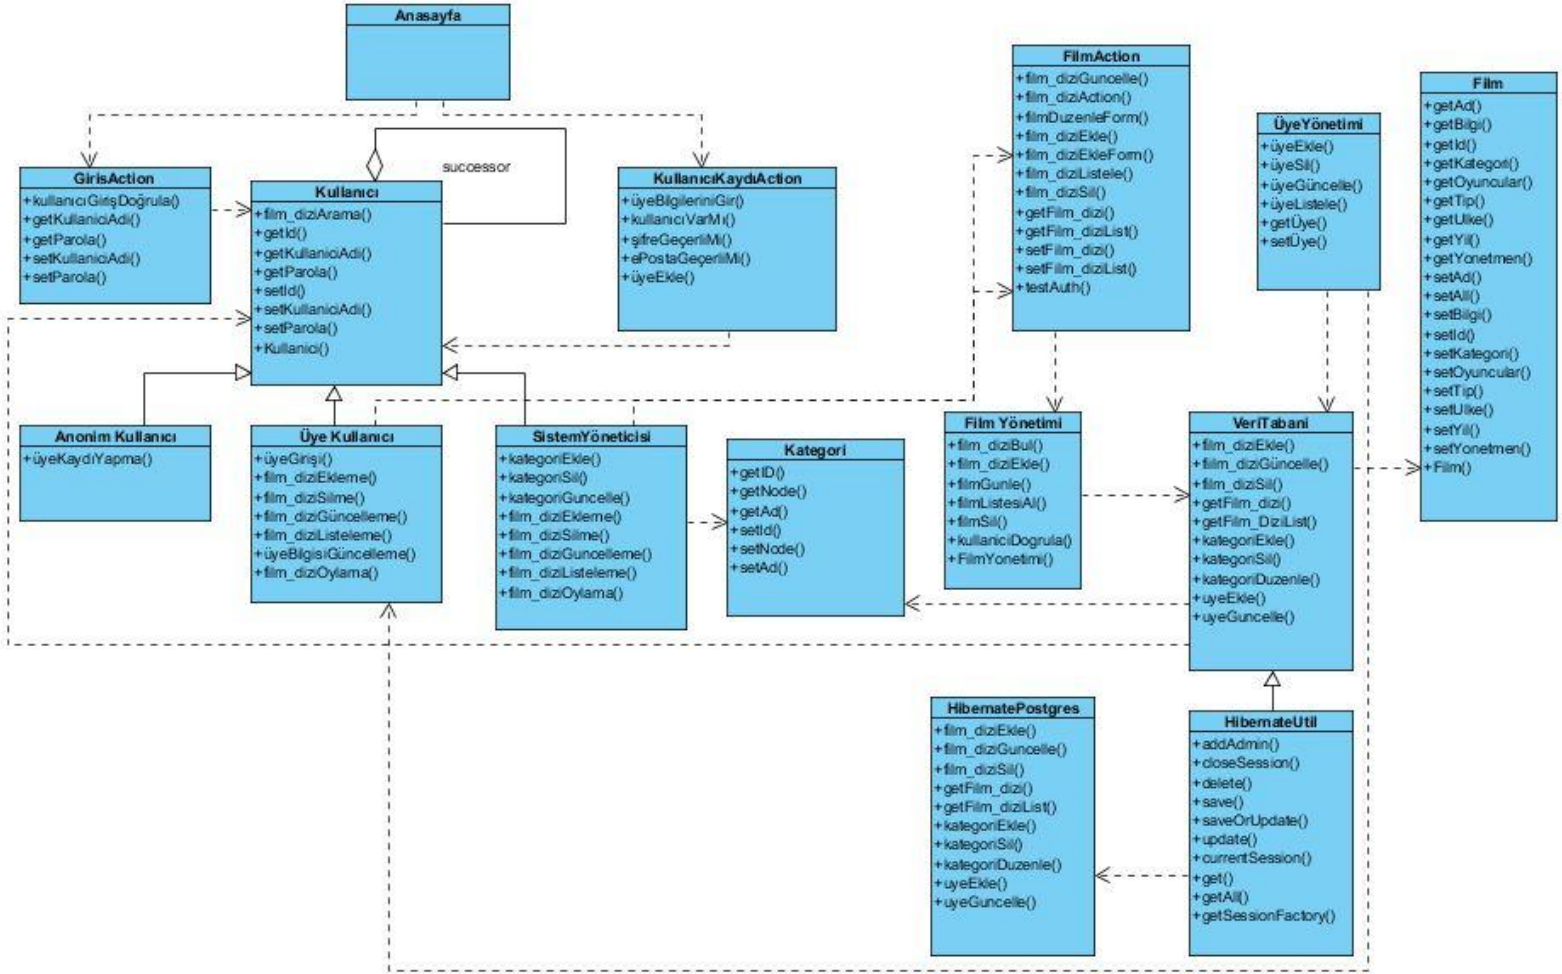 Anasayfa
GirisAction
+kullanıcıGirişDoğrula()
+getKullaniciAdi()
+getParola()
+setKullaniciAdi()
+setParola()
successor
Kullanıcı
+film_diziArama()
+getId()
+getKullaniciAdi()
+getParola()
+setId()
+setKullaniciAdi()
+setParola()
+Kullanici()
KullanıcıKaydıAction
+üyeBilgileriniGir()
+kullanıcıVarMı()
+şifreGeçerliMi()
+ePostaGeçerliMi()
+üyeEkle()
FilmAction
+film_diziGuncelle()
+film_diziAction()
+filmDuzenleForm()
+film_diziEkle()
+film_diziEkleForm()
+film_diziListele()
+film_diziSil()
+getFilm_dizi()
+getFilm_diziList()
+setFilm_dizi()
+setFilm_diziList()
+testAuth()
ÜyeYönetimi
+üyeEkle()
+üyeSil()
+üyeGüncelle()
+üyeListele()
+getÜye()
+setÜye()
Film
+getAd()
+getBilgi()
+getId()
+getKategori()
+getOyuncular()
+getTip()
+getUlke()
+getYil()
+getYonetmen()
+setAd()
+setAll()
+setBilgi()
+setId()
+setKategori()
+setOyuncular()
+setTip()
+setUlke()
+setYil()
+setYonetmen()
+Film()
Anonim Kullanıcı
+üyeKaydıYapma()
Üye Kullanıcı
+üyeGirişi()
+film_diziEkleme()
+film_diziSilme()
+film_diziGüncelleme()
+film_diziListeleme()
+üyeBilgisiGüncelleme()
+film_diziOylama()
SistemYöneticisi
+kategoriEkle()
+kategoriSil()
+kategoriGuncelle()
+film_diziEkleme()
+film_diziSilme()
+film_diziGuncelleme()
+film_diziListeleme()
+film_diziOylama()
Kategori
+getID()
+getNode()
+getAd()
+setId()
+setNode()
+setAd()
Film Yönetimi
+film_diziBul()
+film_diziEkle()
+filmGunle()
+filmListesiAl()
+filmSil()
+kullaniciDogrula()
+FilmYonetimi()
VeriTabani
+film_diziEkle()
+fiilm_diziGüncelle()
+film_diziSil()
+getFilm_dizi()
+getFilm_DiziList()
+kategoriEkle()
+kategoriSil()
+kategoriDuzenle()
+uyeEkle()
+uyeGuncelle()
HibernatePostgres
+film_diziEkle()
+film_diziGuncelle()
+film_diziSil()
+getFilm_dizi()
+getFilm_diziList()
+kategoriEkle()
+kategoriSil()
+kategoriDuzenle()
+uyeEkle()
+uyeGuncelle()
HibernateUtil
+addAdmin()
+closeSession()
+delete()
+save()
+saveOrUpdate()
+update()
+currentSession()
+get()
+getAll()
+getSessionFactory()